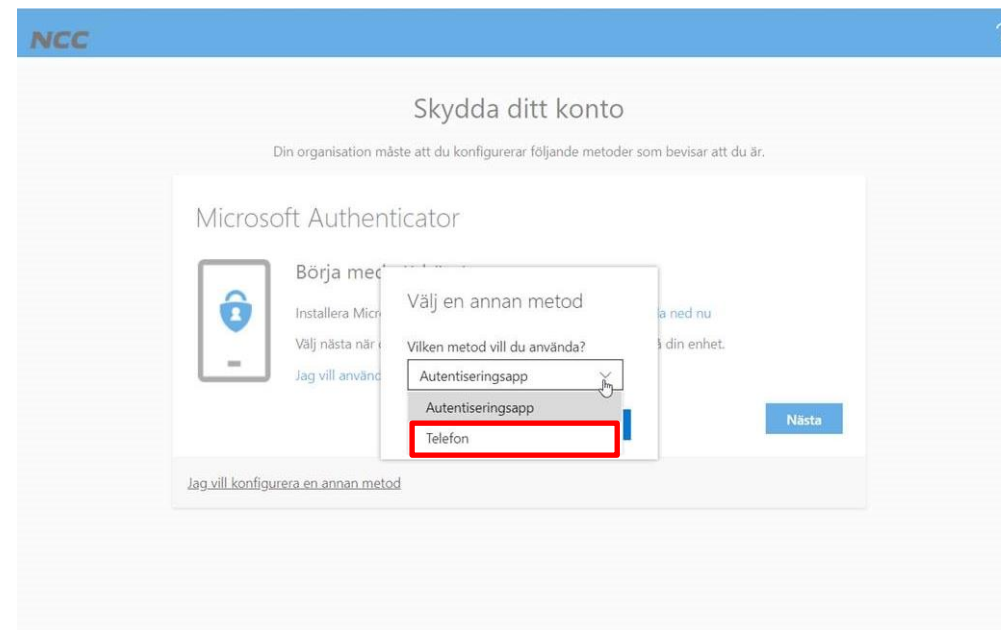 NCC
Skydda ditt konto
Din organisation måste att du konfigurerar följande metoder som bevisar att du är.
Microsoft Authenticator
Börja med
Installera Micr
a ned nu
Välj nästa när
din enhet.
Jag vill använd
Välj en annan metod
Vilken metod vill du använda?
Autentiseringsapp
Autentiseringsapp
Telefon
Nästa
Jag vill konfigurera en annan metod